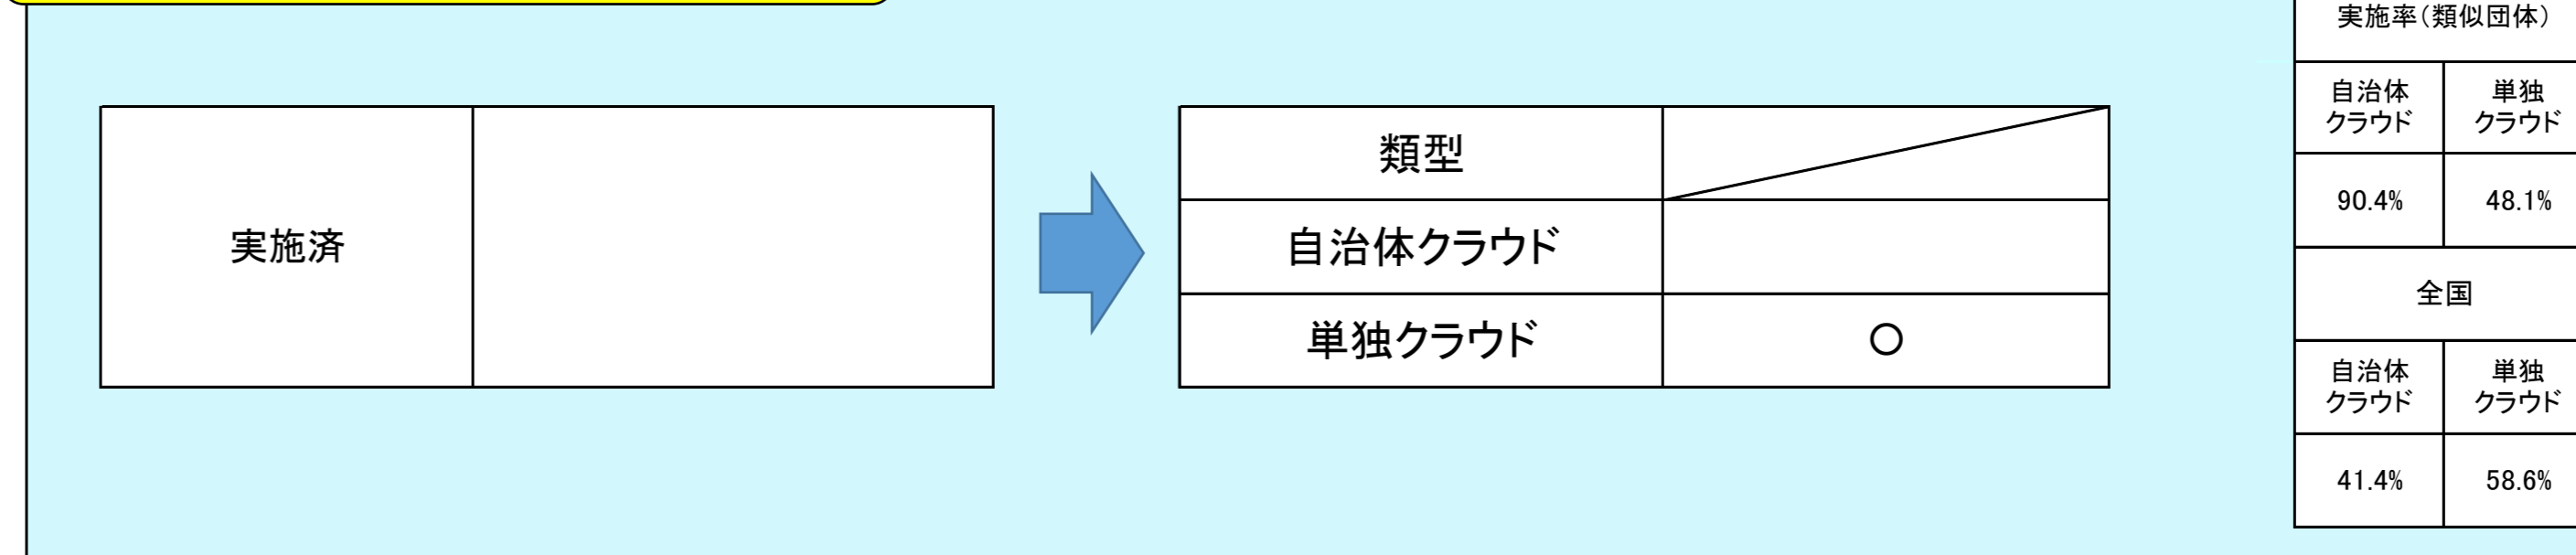 実施済
類型
自治体クラウド
単独クラウド
〇
実施率(類似団体)
自治体 単独
クラウド クラウド
90.4% 48.1%
全国
自治体 単独
クラウド クラウド
41.4% 58.6%